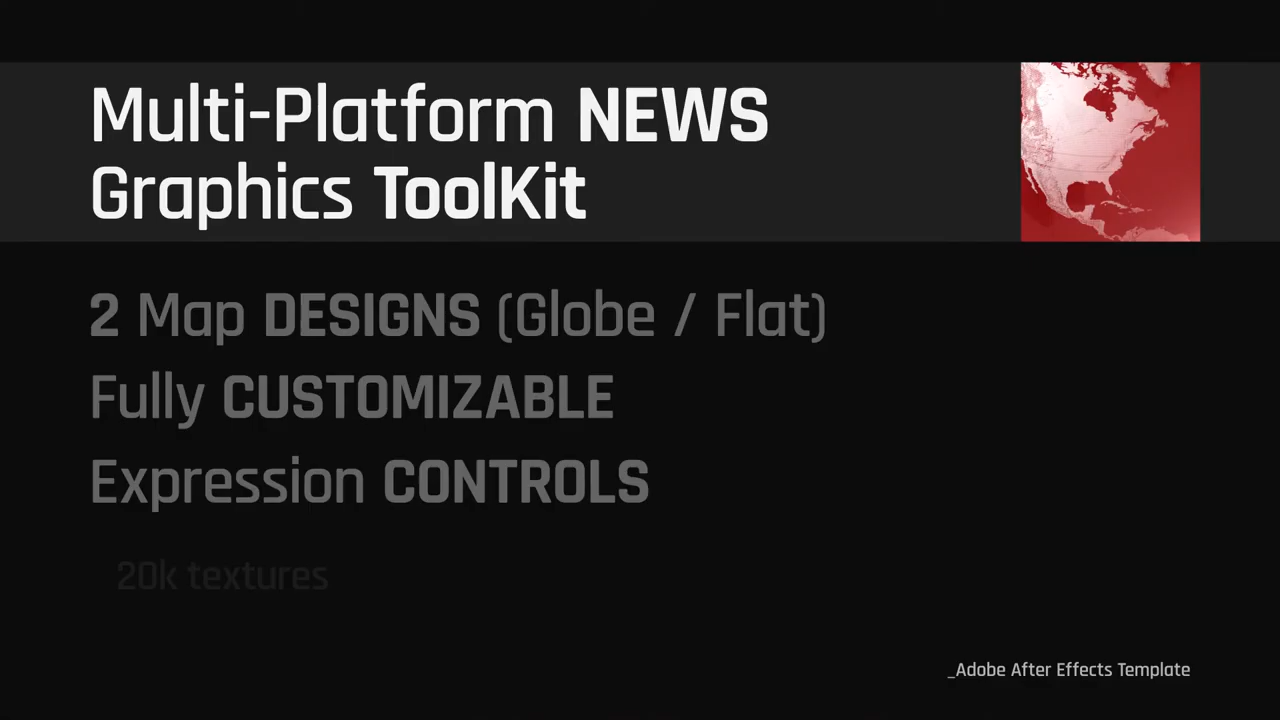 Multi-Platform NEWS
Graphics ToolKit
2 Map DESIGNS (Globe / Flat)
Fully CUSTOMIZABLE
Expression CONTROLS
20k textures
_Adobe After Effects Template